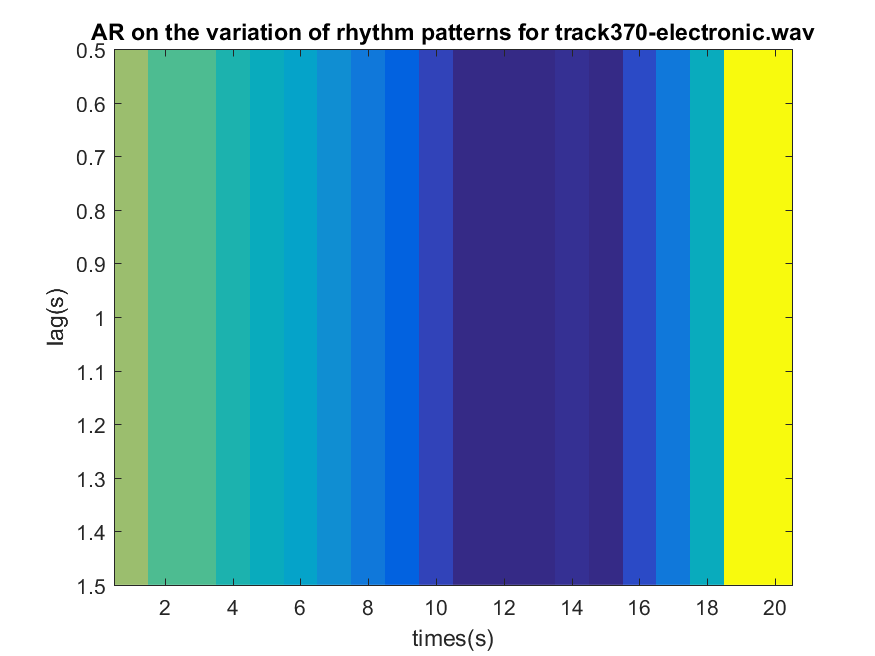 AR on the variation of rhythm patterns for track370-electronic.wav
0.5
0.6
0.7
0.8
0.9
1
1.1
1.2
1.3
1.4
1.5
lag(s)
2 4 6 8 10 12 14 16 18 20
times(s)